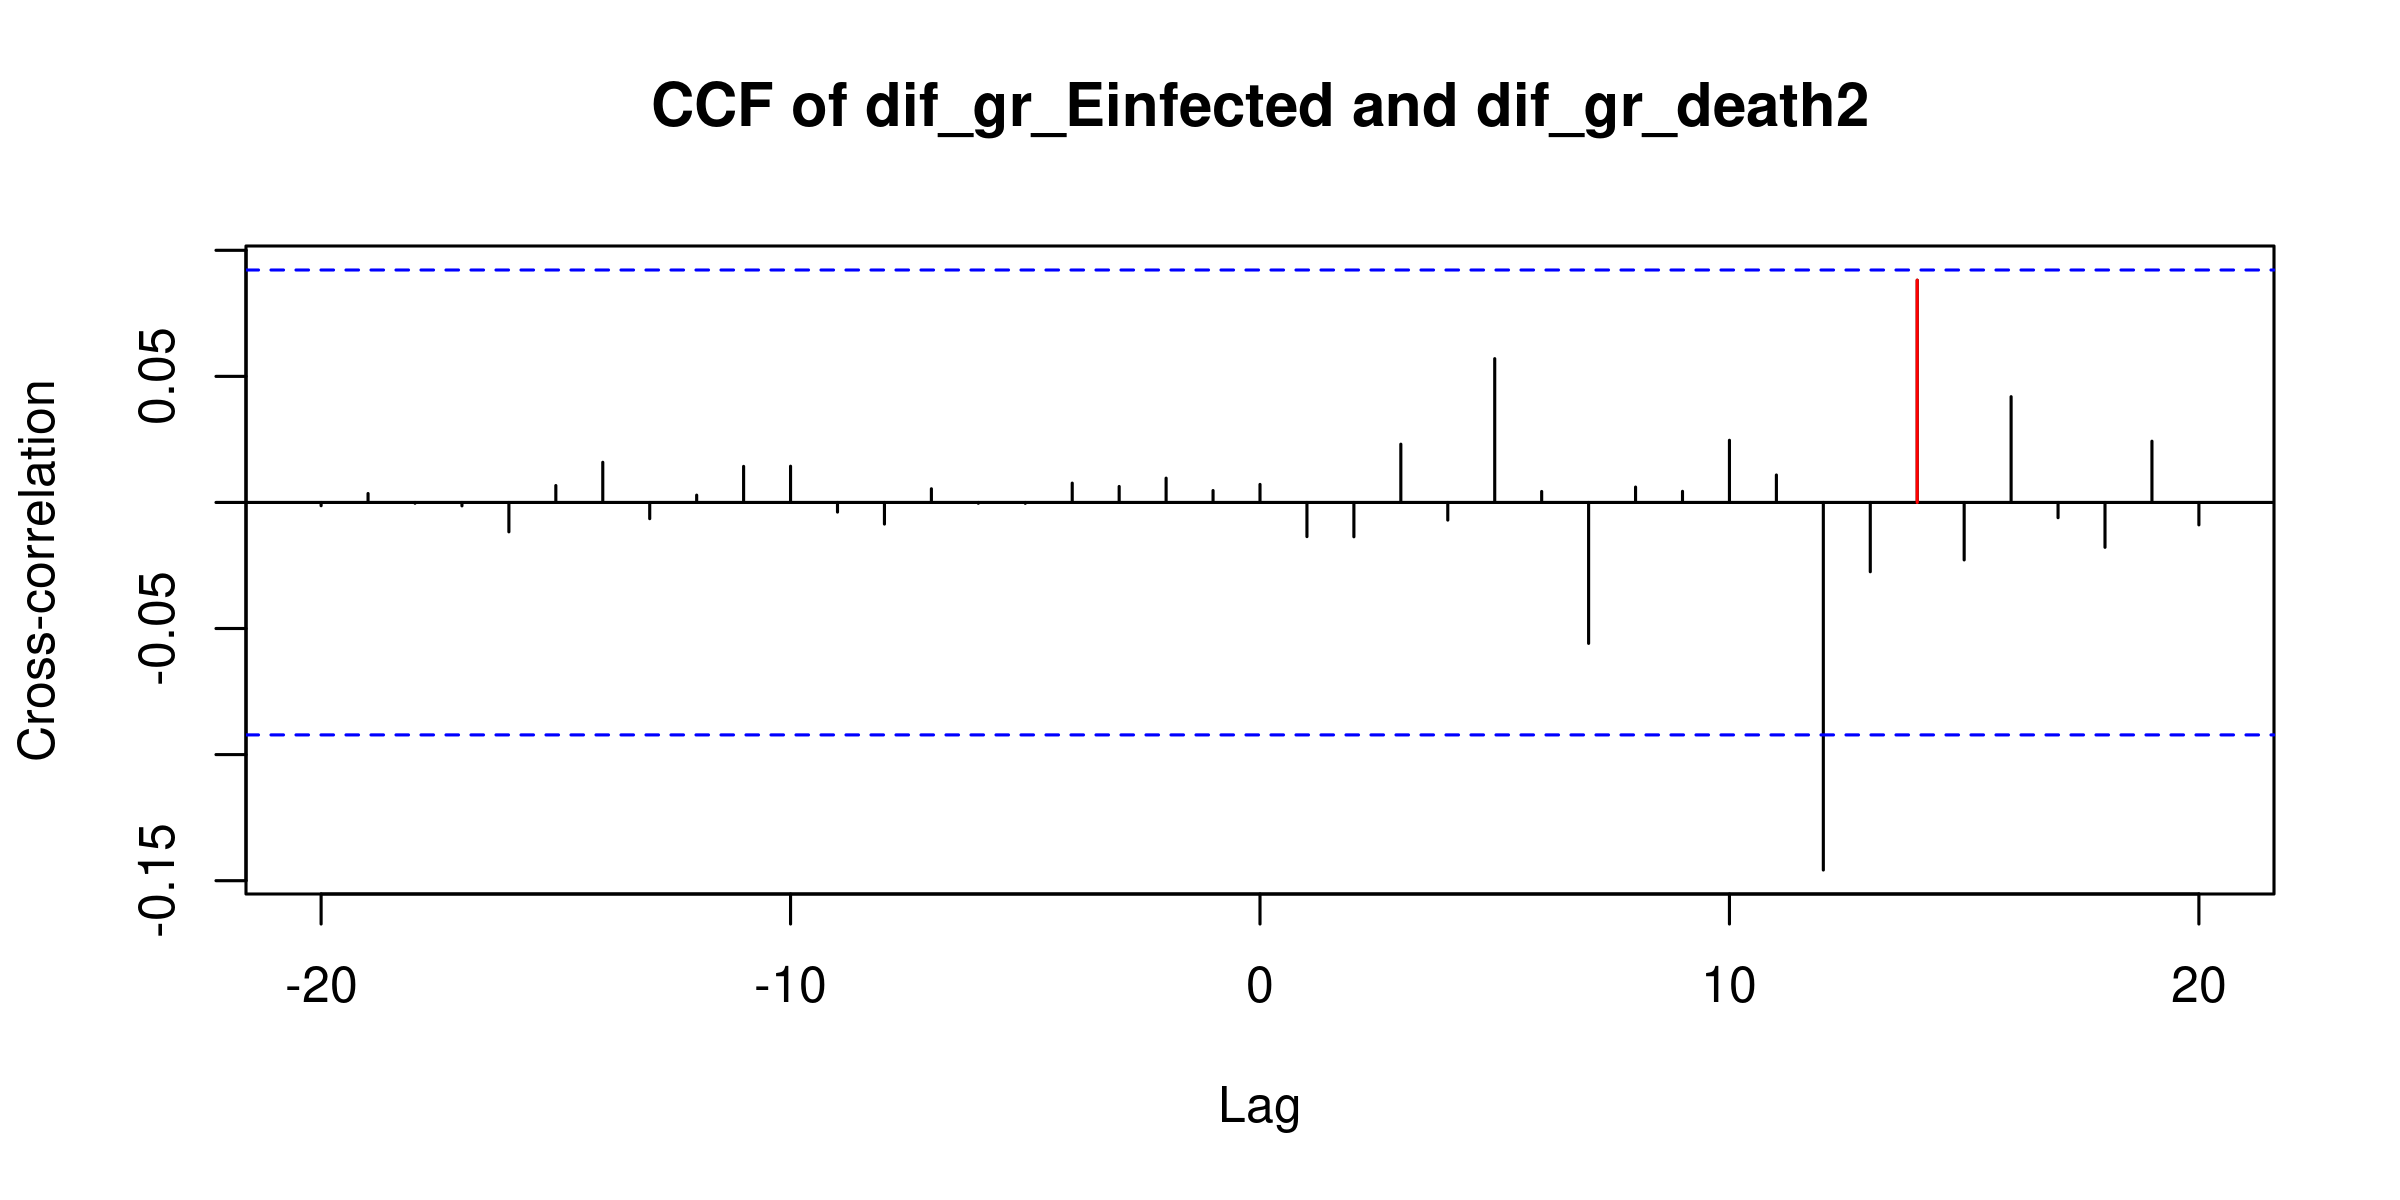 CCF of dif_gr_Einfected and dif_gr_death2
Cross-correlation
0.05
-0.05
-0.15
-20 -10 0 10 20
Lag